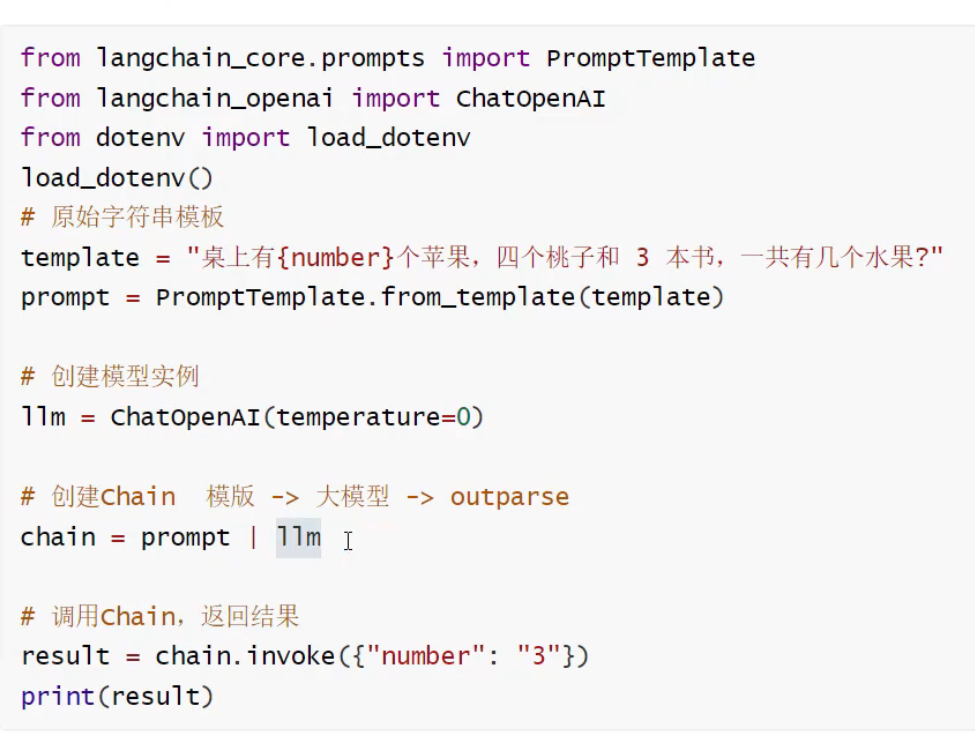 from langchain_core.prompts import PromptTemplate
from langchain_openai import ChatOpenAI
from dotenv import load_dotenv
load_dotenv()
# 原始字符串模板
template = "桌上有{number}个苹果，四个桃子和 3 本书，一共有几个水果?"
prompt = PromptTemplate.from_template(template)
# 创建模型实例
llm = ChatOpenAI(temperature=0)
# 创建Chain  模版 -> 大模型 -> outparse
chain = prompt | llm
# 调用Chain，返回结果
result = chain.invoke({"number": "3"})
print(result)